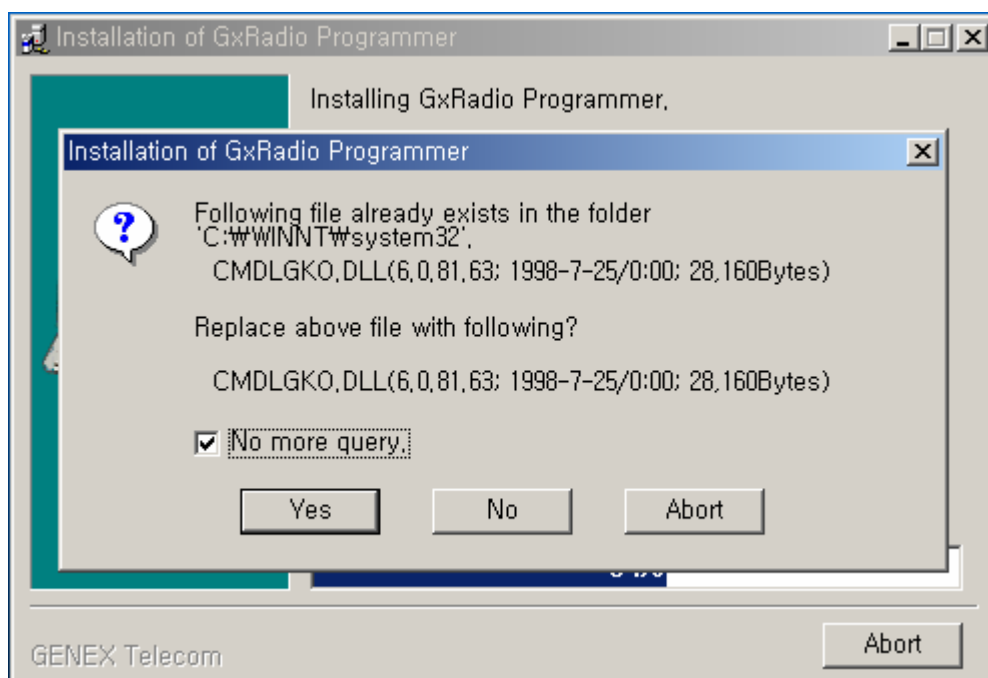 Installation of GxRadio Programmer
Installing GxRadio Programmer,
Installation of GxRadio Programmer
?
Following file already exists in the folder
'C:₩WINNT₩system32',
CMDLGKO,DLL(6,0,81,63; 1998-7-25/0:00; 28,160Bytes)
Replace above file with following?
CMDLGKO,DLL(6,0,81,63; 1998-7-25/0:00; 28,160Bytes)
No more query,
Yes No Abort
GENEX Telecom
Abort